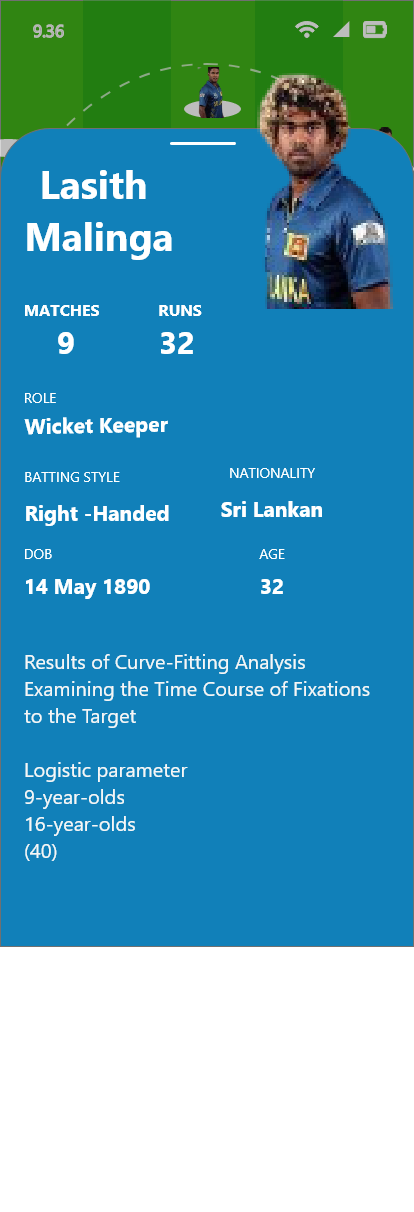 9.36
Lasith
Malinga
MATCHES RUNS
9 32
ROLE
Wicket Keeper
BATTING STYLE NATIONALITY
Right -Handed Sri Lankan
DOB AGE
14 May 1890 32
Results of Curve-Fitting Analysis
Examining the Time Course of Fixations
to the Target
Logistic parameter
9-year-olds
16-year-olds
(40)
LANKA